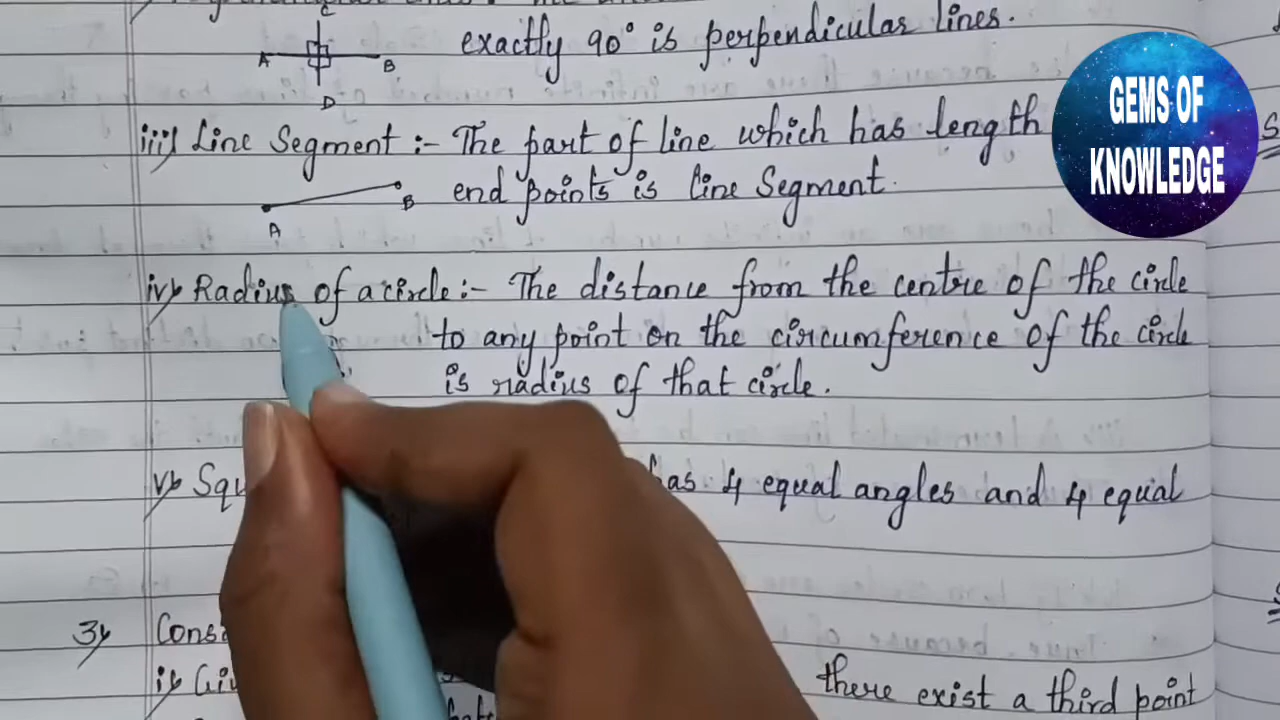 C
exactly 90° is perpendicular lines.
A B
D
iii) Line Segment :- The part of line which has length
end points is line Segment.
A B
iv) Radius of a circle :- The distance from the centre of the circle
to any point on the circumference of the circle
is radius of that circle.
v) has 4 equal angles and 4 equal
3)
i) there exist a third point
GEMS OF
KNOWLEDGE